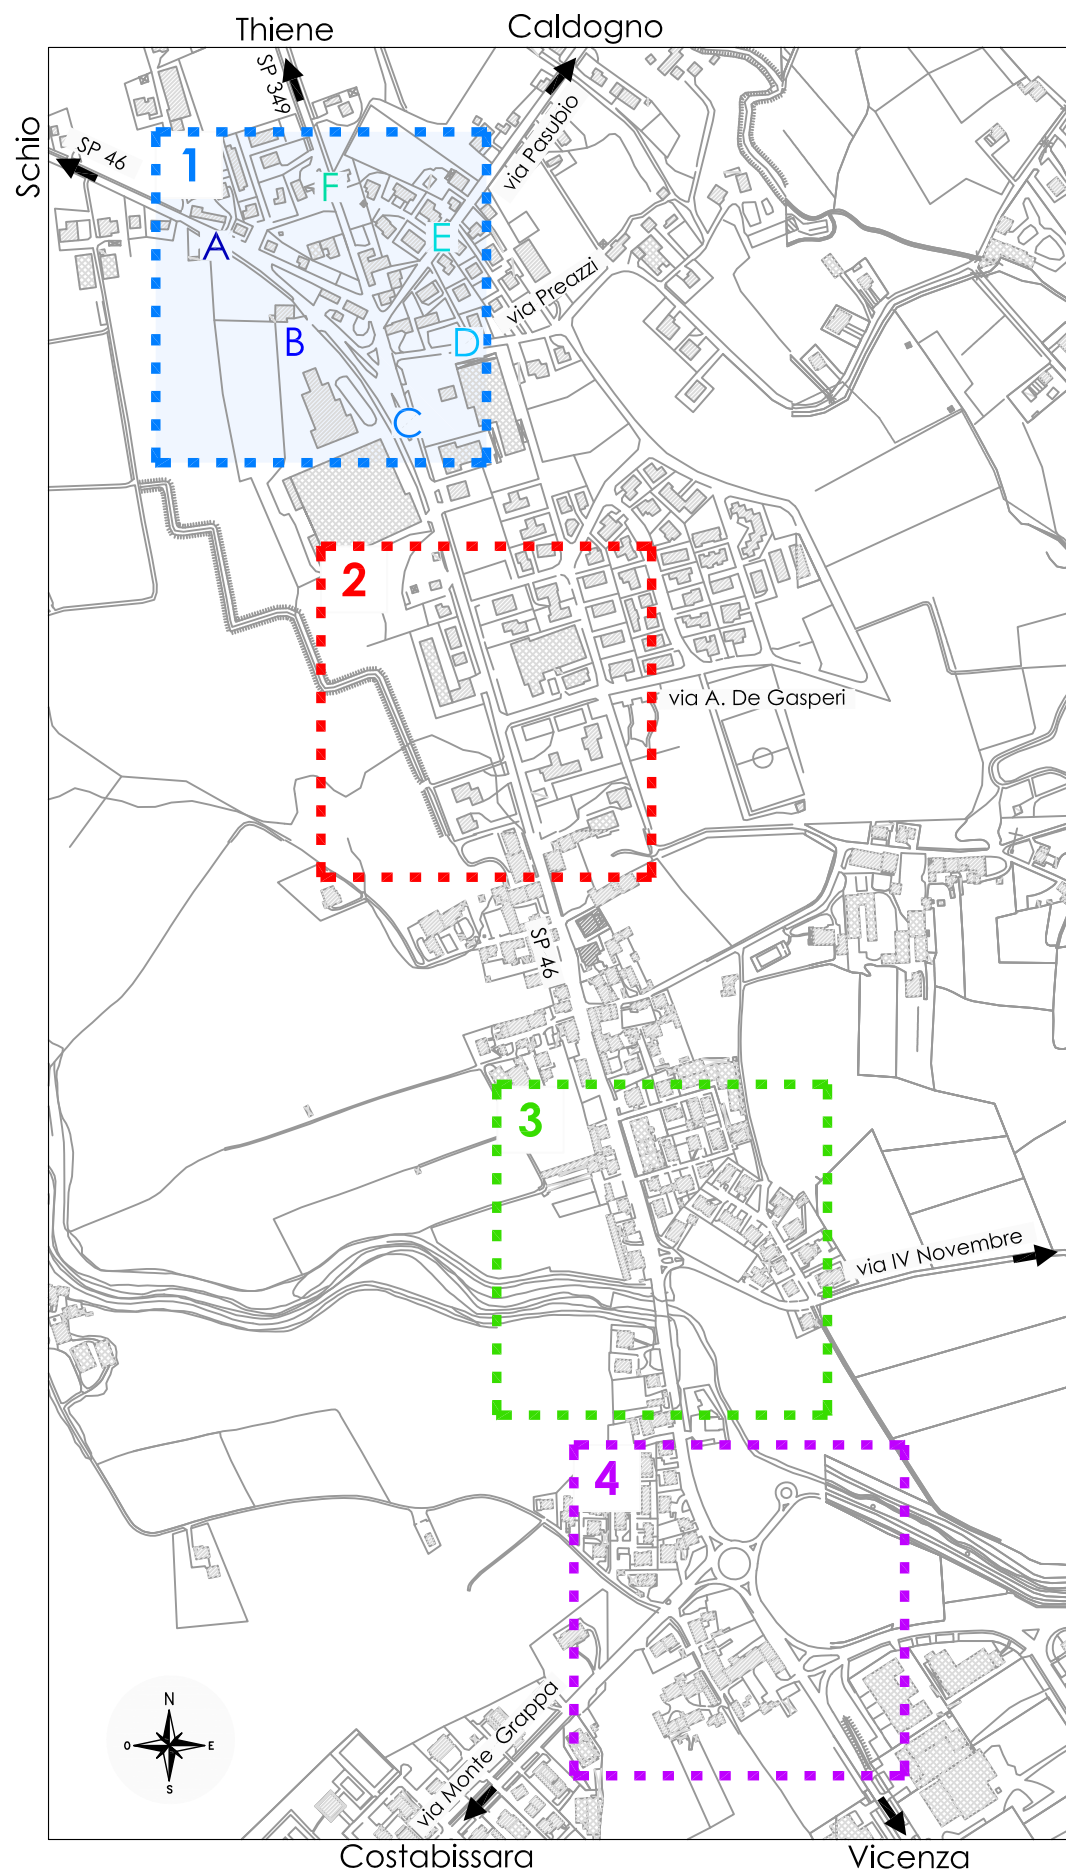 Thiene
Caldogno
Schio
SP 46
SP 349
via Pasubio
1
F
A
E
via Preazzi
B
D
C
2
via A. De Gasperi
SP 46
3
via IV Novembre
4
via Monte Grappa
N
O
E
S
Costabissara
Vicenza